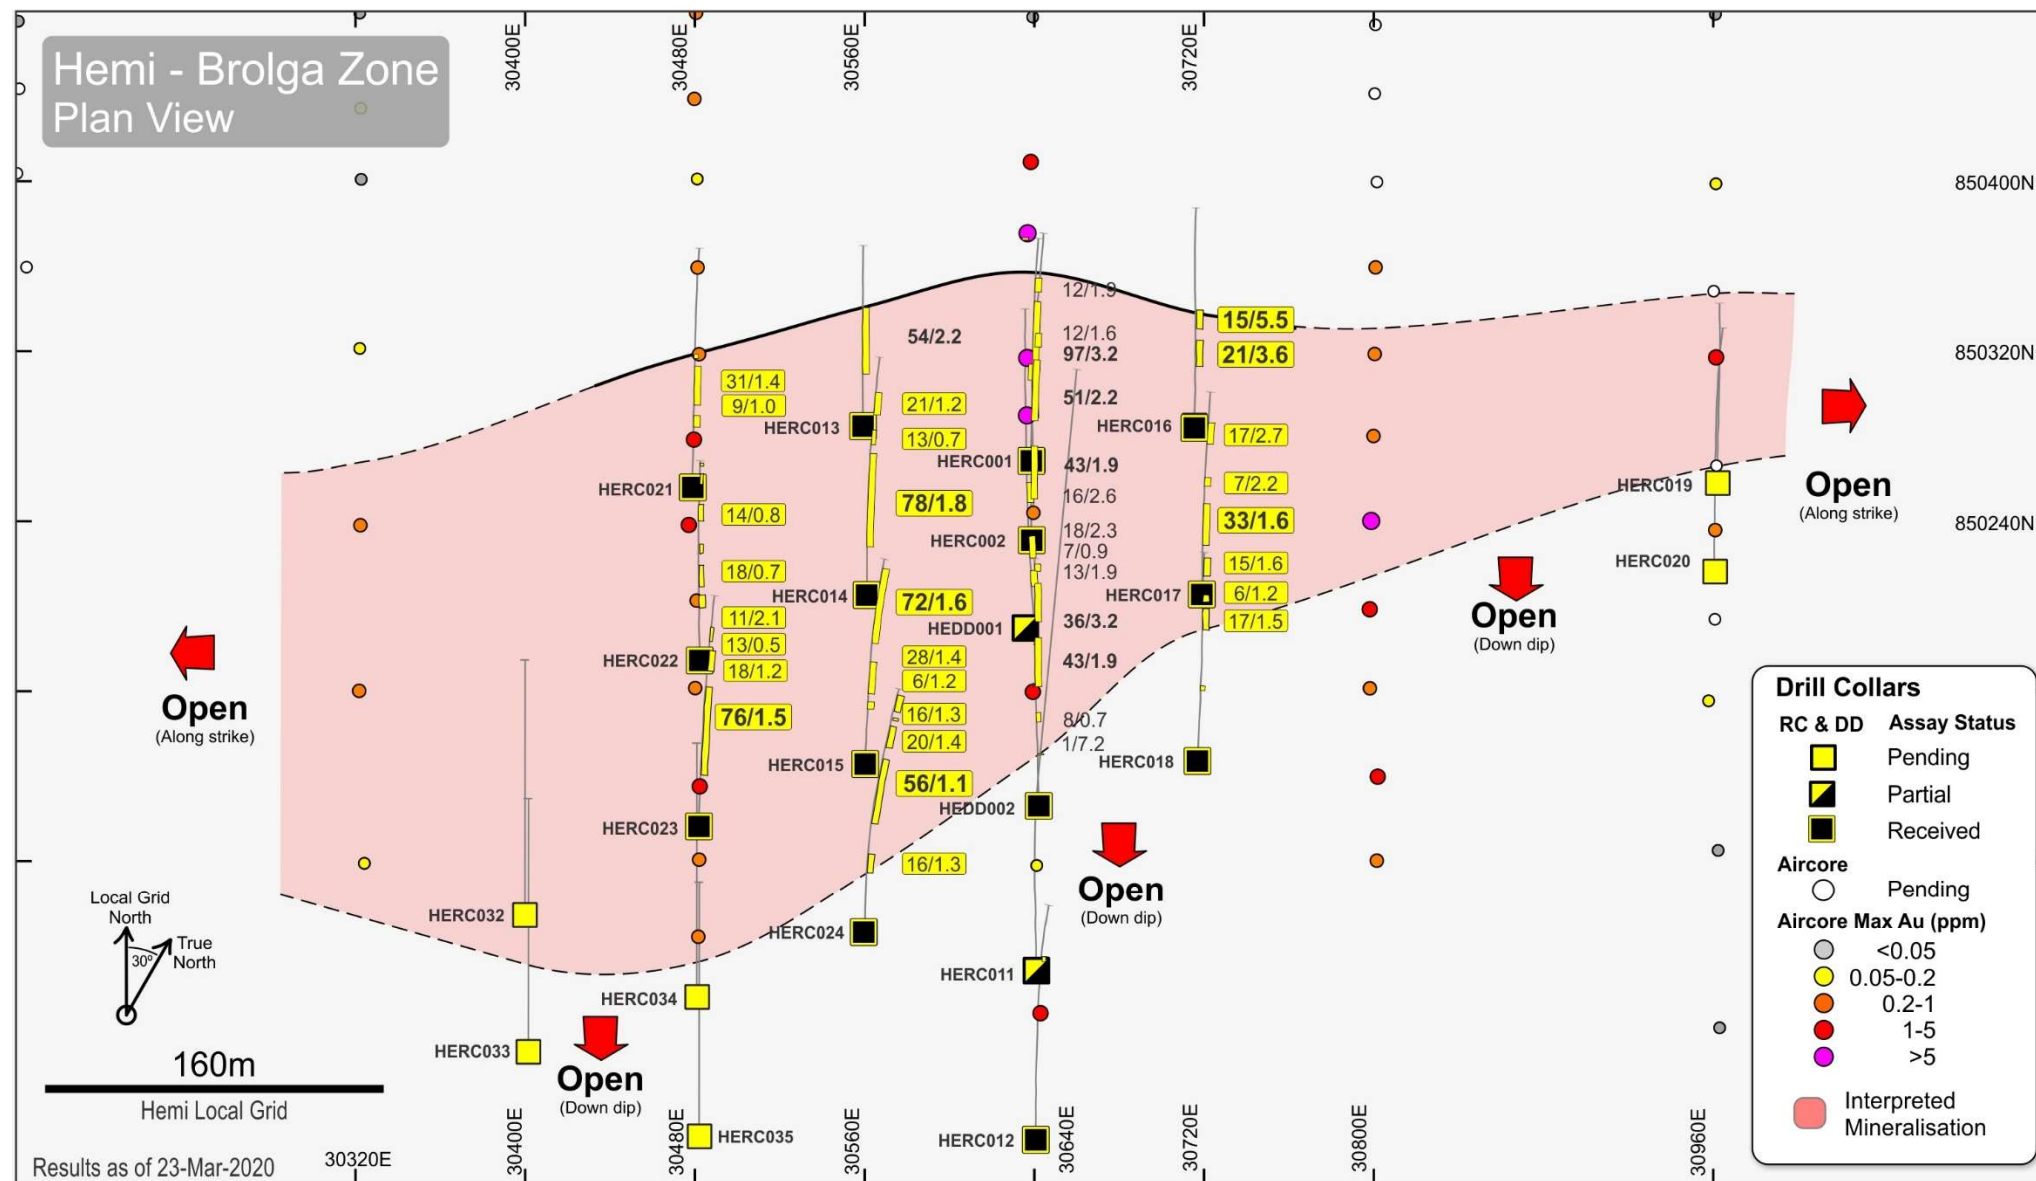 Hemi - Brolga Zone
Plan View
30400E
30480E
30560E
30720E
850400N
850320N
850240N
12/1.9
15/5.5
54/2.2
12/1.6
97/3.2
21/3.6
31/1.4
9/1.0
51/2.2
21/1.2
HERC013
HERC016
13/0.7
17/2.7
HERC001
43/1.9
HERC021
7/2.2
HERC019
Open
(Along strike)
16/2.6
78/1.8
14/0.8
33/1.6
18/2.3
HERC002
7/0.9
HERC020
18/0.7
13/1.9
15/1.6
HERC014
72/1.6
HERC017
6/1.2
11/2.1
36/3.2
17/1.5
HEDD001
Open
(Down dip)
13/0.5
HERC022
18/1.2
28/1.4
43/1.9
6/1.2
Open
(Along strike)
76/1.5
16/1.3
8/0.7
20/1.4
1/7.2
HERC015
HERC018
56/1.1
HEDD002
HERC023
16/1.3
Open
(Down dip)
HERC032
HERC024
HERC011
HERC034
HERC033
Open
(Down dip)
HERC035
HERC012
Local Grid
North
True
North
30º
160m
Hemi Local Grid
Results as of 23-Mar-2020
30320E
30400E
30480E
30560E
30640E
30720E
30800E
30960E
Drill Collars
RC & DD Assay Status
Pending
Partial
Received
Aircore
Pending
Aircore Max Au (ppm)
<0.05
0.05-0.2
0.2-1
1-5
>5
Interpreted
Mineralisation